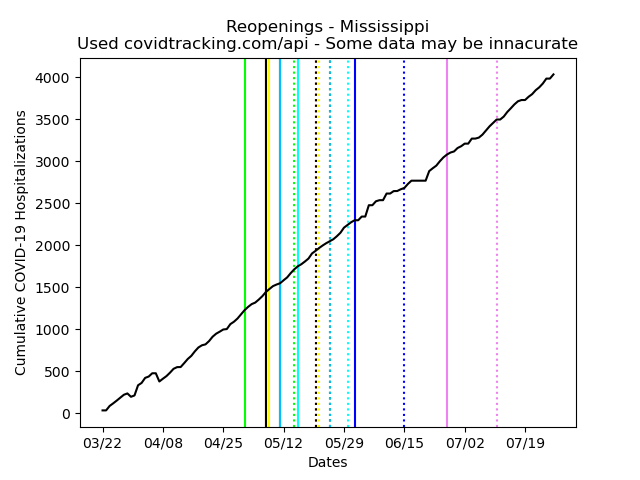 Reopenings - Mississippi
Used covidtracking.com/api - Some data may be innacurate
Cumulative COVID-19 Hospitalizations
4000
3500
3000
2500
2000
1500
1000
500
0
03/22 04/08 04/25 05/12 05/29 06/15 07/02 07/19
Dates